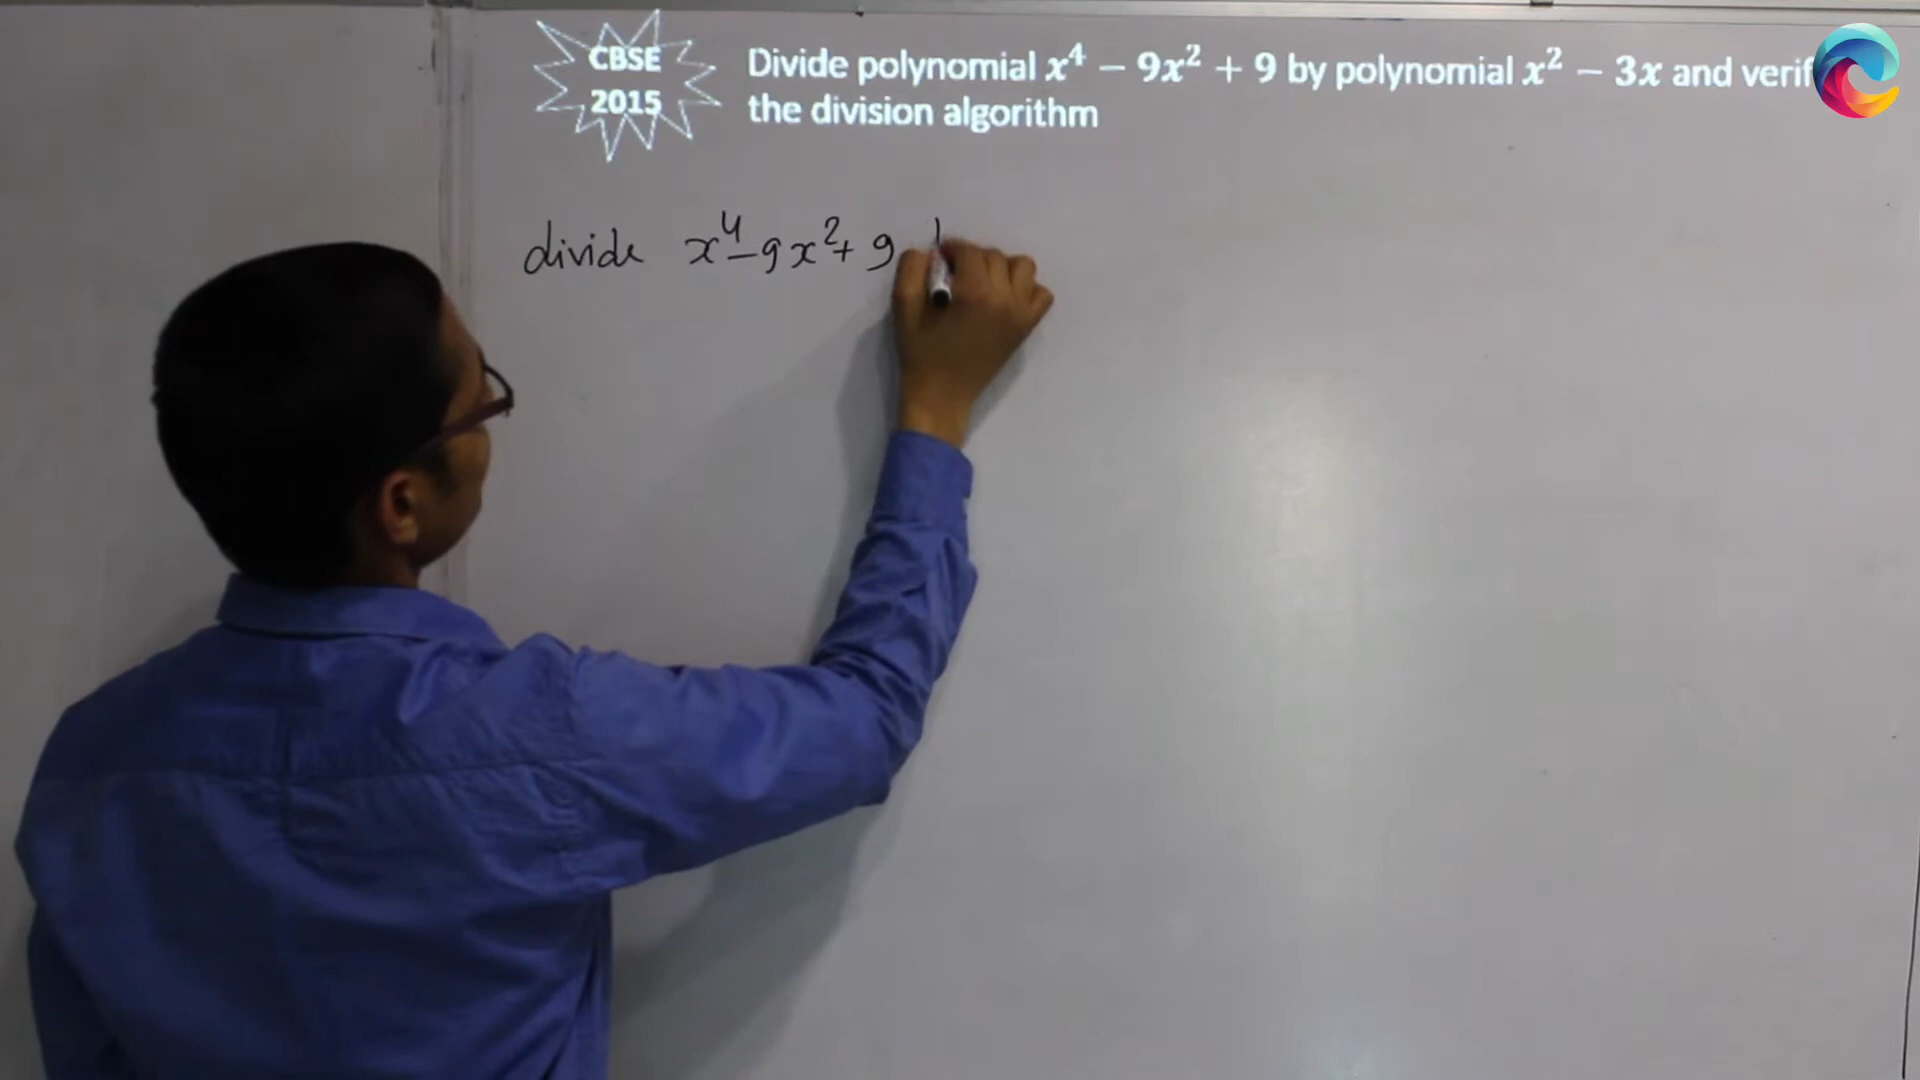 CBSE
2015
Divide polynomial x⁴ − 9x² + 9 by polynomial x² − 3x and verif
the division algorithm
divide x⁴ − 9x² + 9